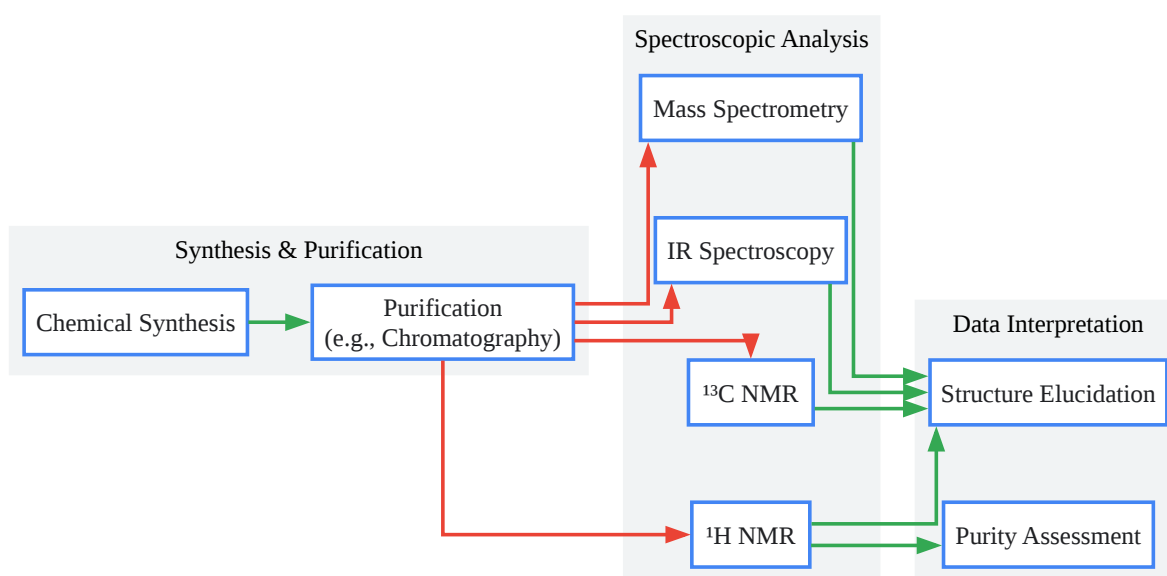 Spectroscopic Analysis
Mass Spectrometry
IR Spectroscopy
¹³C NMR
¹H NMR
Synthesis & Purification
Chemical Synthesis
Purification
(e.g., Chromatography)
Data Interpretation
Structure Elucidation
Purity Assessment